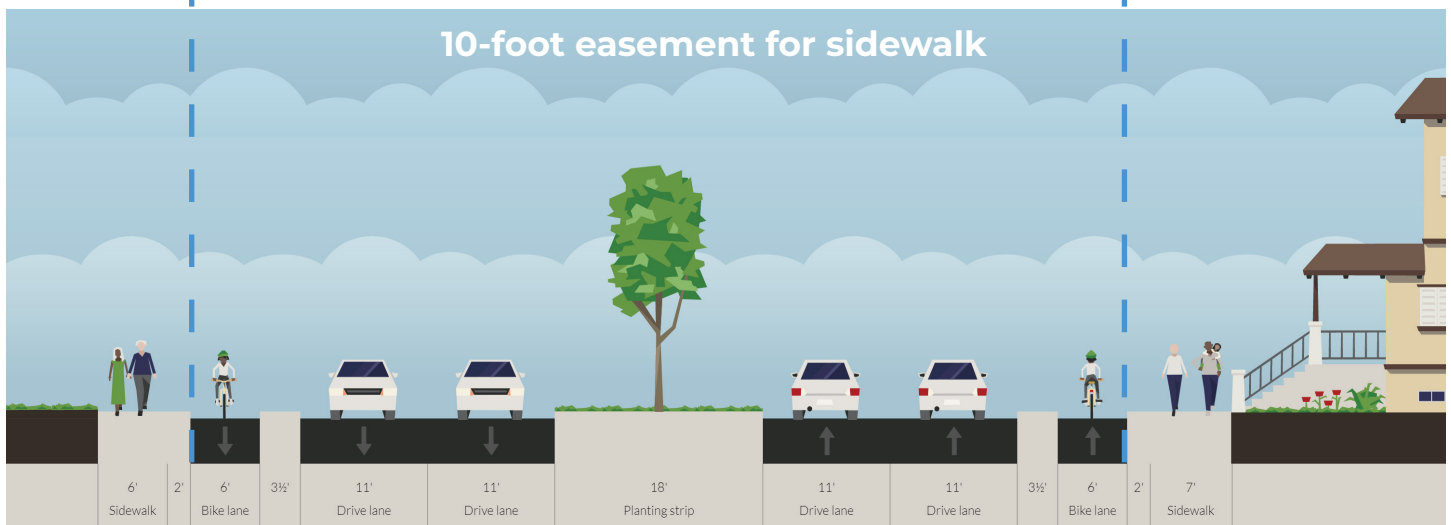 10-foot easement for sidewalk
6' 2' 6' 3½' 11' 11' 18' 11' 11' 3½' 6' 2' 7'
Sidewalk Bike lane Drive lane Drive lane Planting strip Drive lane Drive lane Bike lane Sidewalk